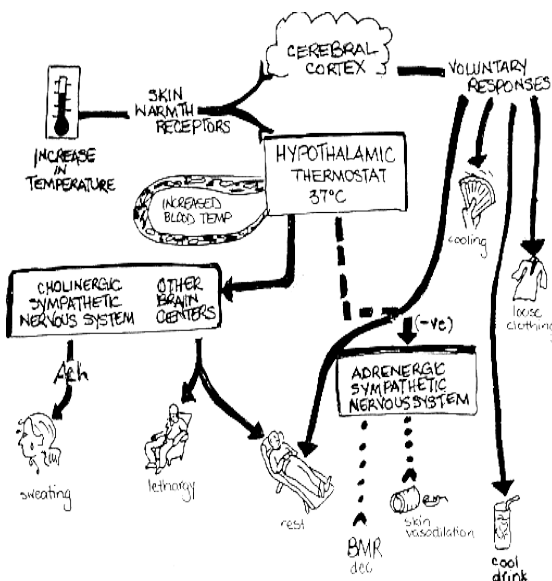 CEREBRAL
CORTEX
VOLUNTARY
RESPONSES
SKIN
WARMTH
RECEPTORS
INCREASE
IN
TEMPERATURE
HYPOTHALAMIC
THERMOSTAT
37°C
INCREASED
BLOOD TEMP
cooling
loose
clothing
CHOLINERGIC
SYMPATHETIC
NERVOUS SYSTEM
OTHER
BRAIN
CENTERS
(-ve)
ADRENERGIC
SYMPATHETIC
NERVOUS SYSTEM
Ach
sweating
lethargy
rest
BMR
dec
skin
vasodilation
cool
drink